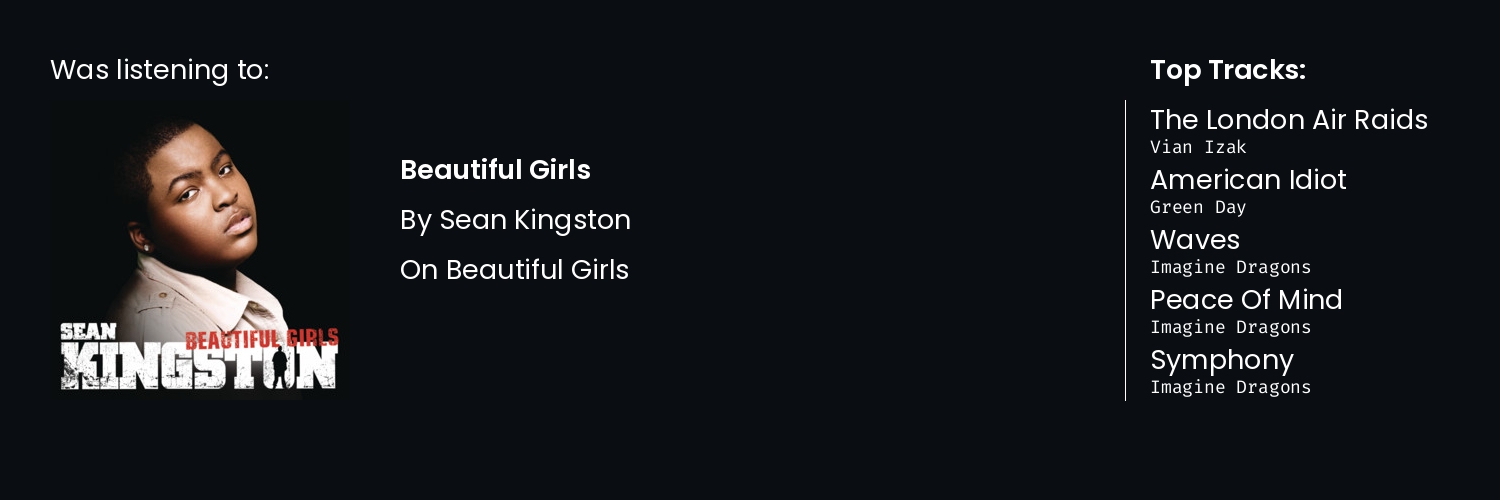 Was listening to:
SEAN
BEAUTIFUL GIRLS
KINGSTON
Beautiful Girls
By Sean Kingston
On Beautiful Girls
Top Tracks:
The London Air Raids
Vian Izak
American Idiot
Green Day
Waves
Imagine Dragons
Peace Of Mind
Imagine Dragons
Symphony
Imagine Dragons